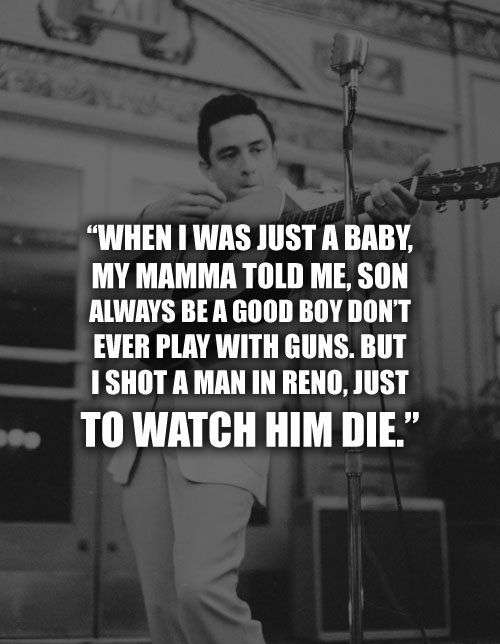 EXIT
“WHEN I WAS JUST A BABY,
MY MAMMA TOLD ME, SON
ALWAYS BE A GOOD BOY DON’T
EVER PLAY WITH GUNS. BUT
I SHOT A MAN IN RENO, JUST
TO WATCH HIM DIE.”